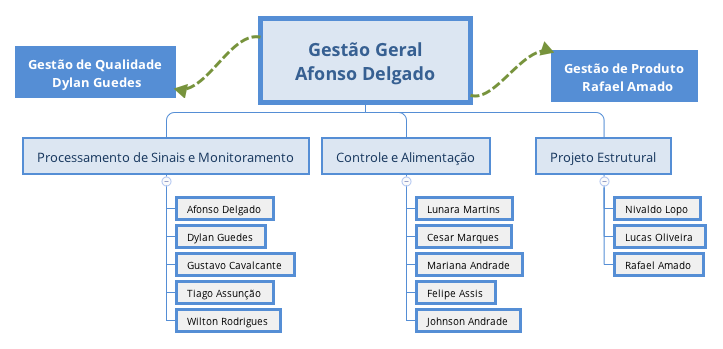 Gestão Geral
Afonso Delgado
Gestão de Qualidade
Dylan Guedes
Gestão de Produto
Rafael Amado
Processamento de Sinais e Monitoramento
Afonso Delgado
Dylan Guedes
Gustavo Cavalcante
Tiago Assunção
Wilton Rodrigues
Controle e Alimentação
Lunara Martins
Cesar Marques
Mariana Andrade
Felipe Assis
Johnson Andrade
Projeto Estrutural
Nivaldo Lopo
Lucas Oliveira
Rafael Amado